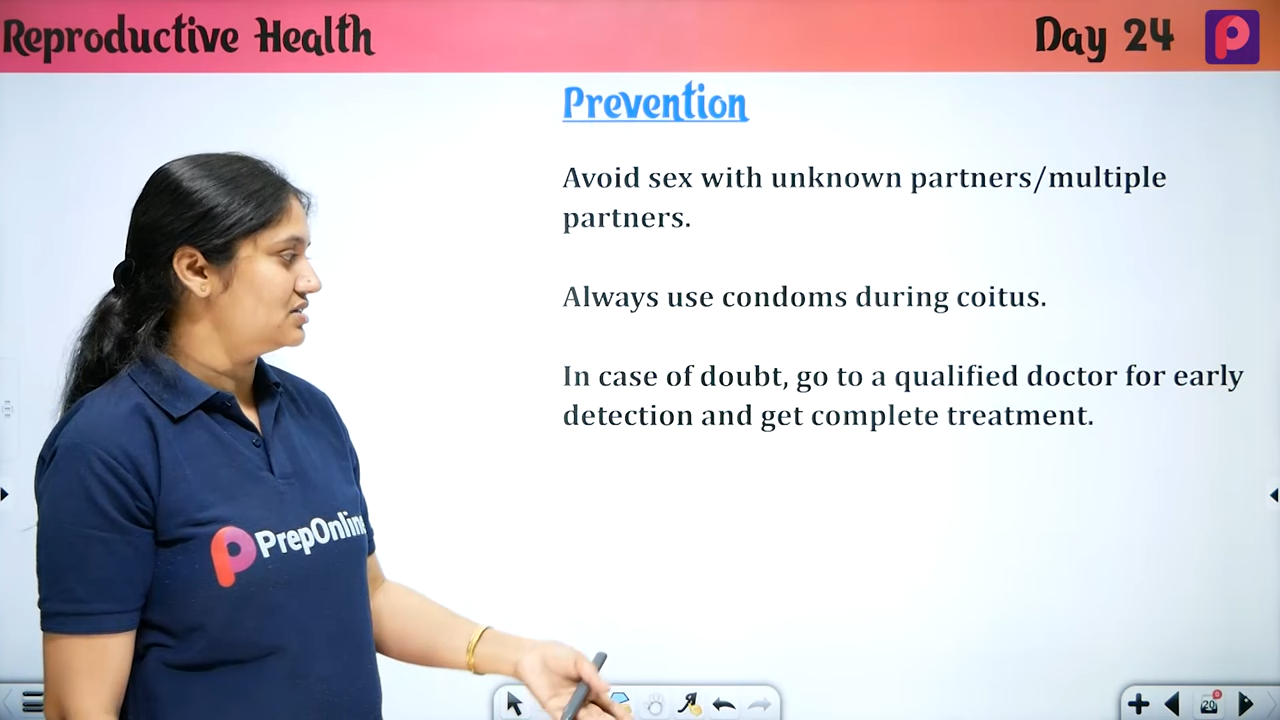 Reproductive Health
Day 24
Prevention
Avoid sex with unknown partners/multiple
partners.
Always use condoms during coitus.
In case of doubt, go to a qualified doctor for early
detection and get complete treatment.
PrepOnline
20